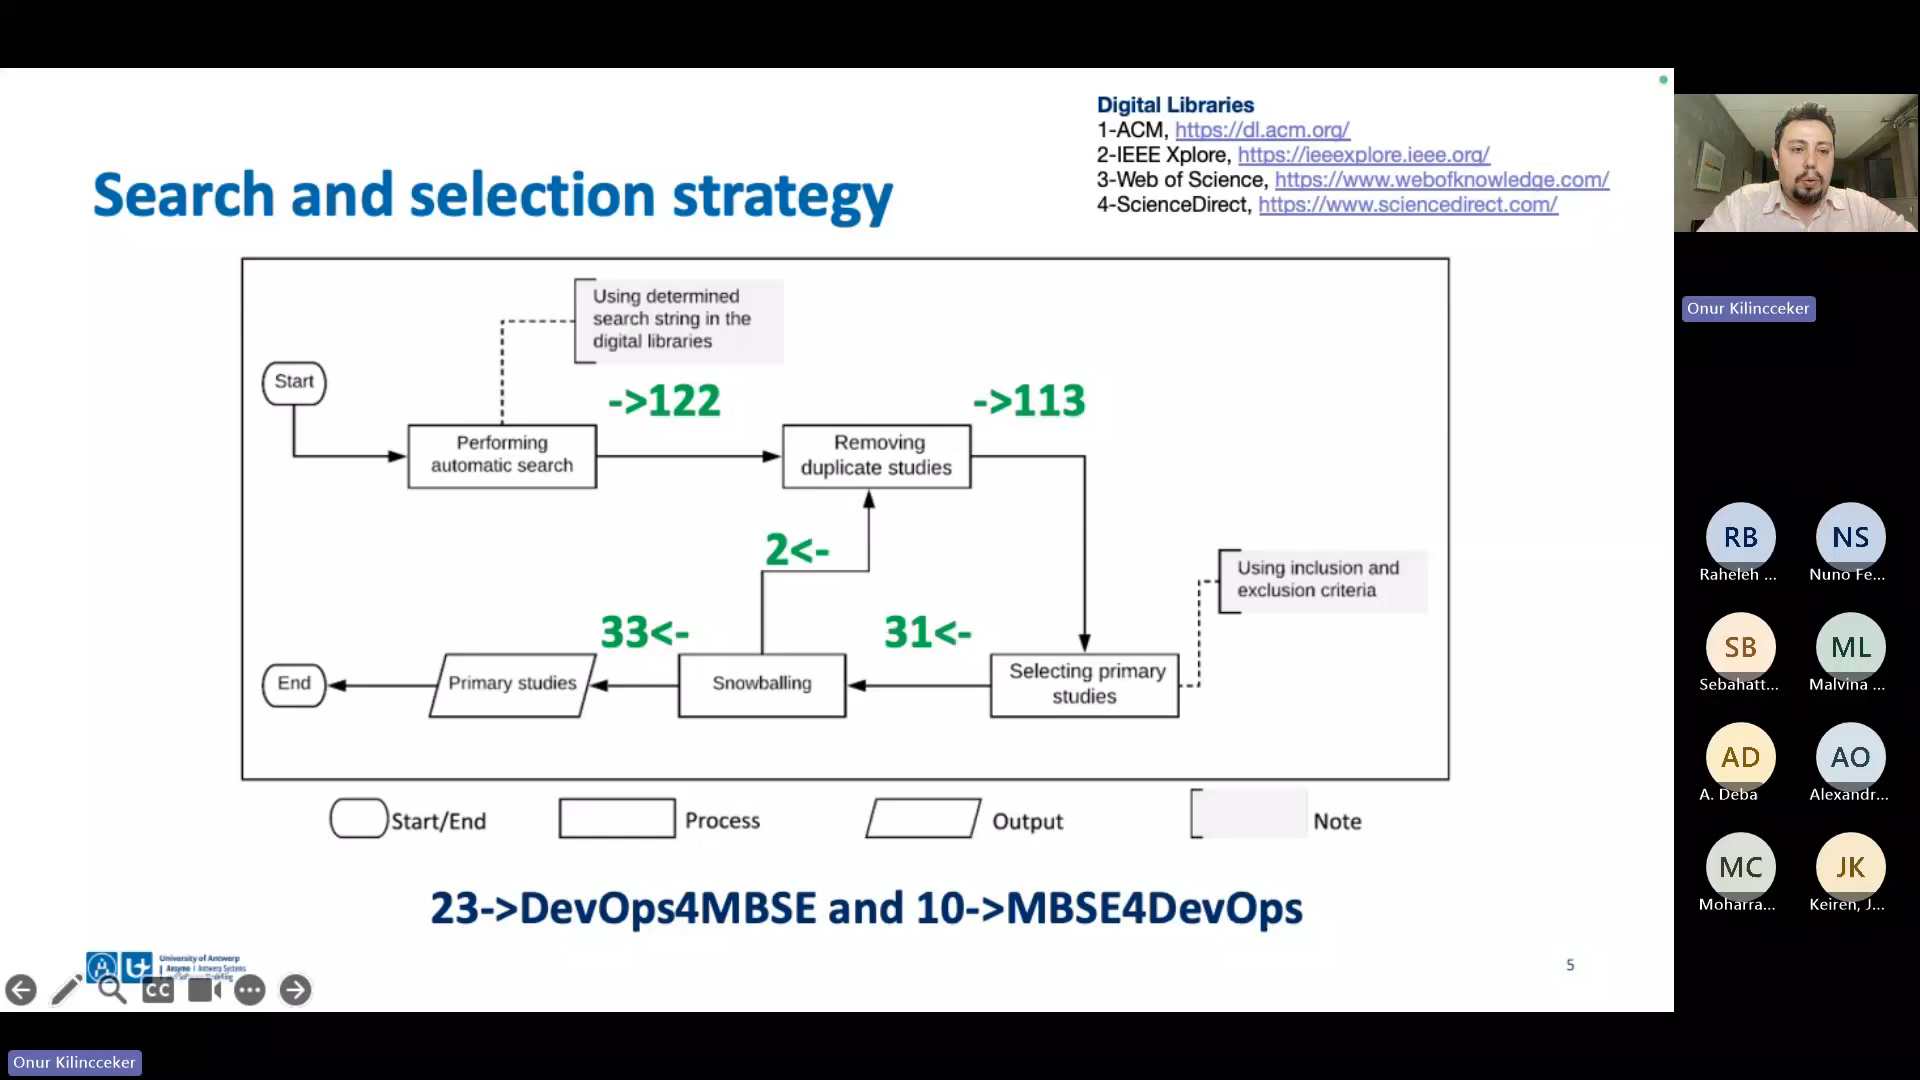 Digital Libraries
1-ACM, https://dl.acm.org/
2-IEEE Xplore, https://ieeexplore.ieee.org/
3-Web of Science, https://www.webofknowledge.com/
4-ScienceDirect, https://www.sciencedirect.com/
Search and selection strategy
Using determined
search string in the
digital libraries
Start
->122
->113
Performing
automatic search
Removing
duplicate studies
2<-
Using inclusion and
exclusion criteria
33<-
31<-
End
Primary studies
Snowballing
Selecting primary
studies
Start/End
Process
Output
Note
23->DevOps4MBSE and 10->MBSE4DevOps
University of Antwerp
5
CC
Onur Kilincceker
RB
NS
Raheleh ...
Nuno Fe...
SB
ML
Sebahatt...
Malvina ...
AD
AO
A. Deba
Alexandr...
MC
JK
Moharra...
Keiren, J...
Onur Kilincceker